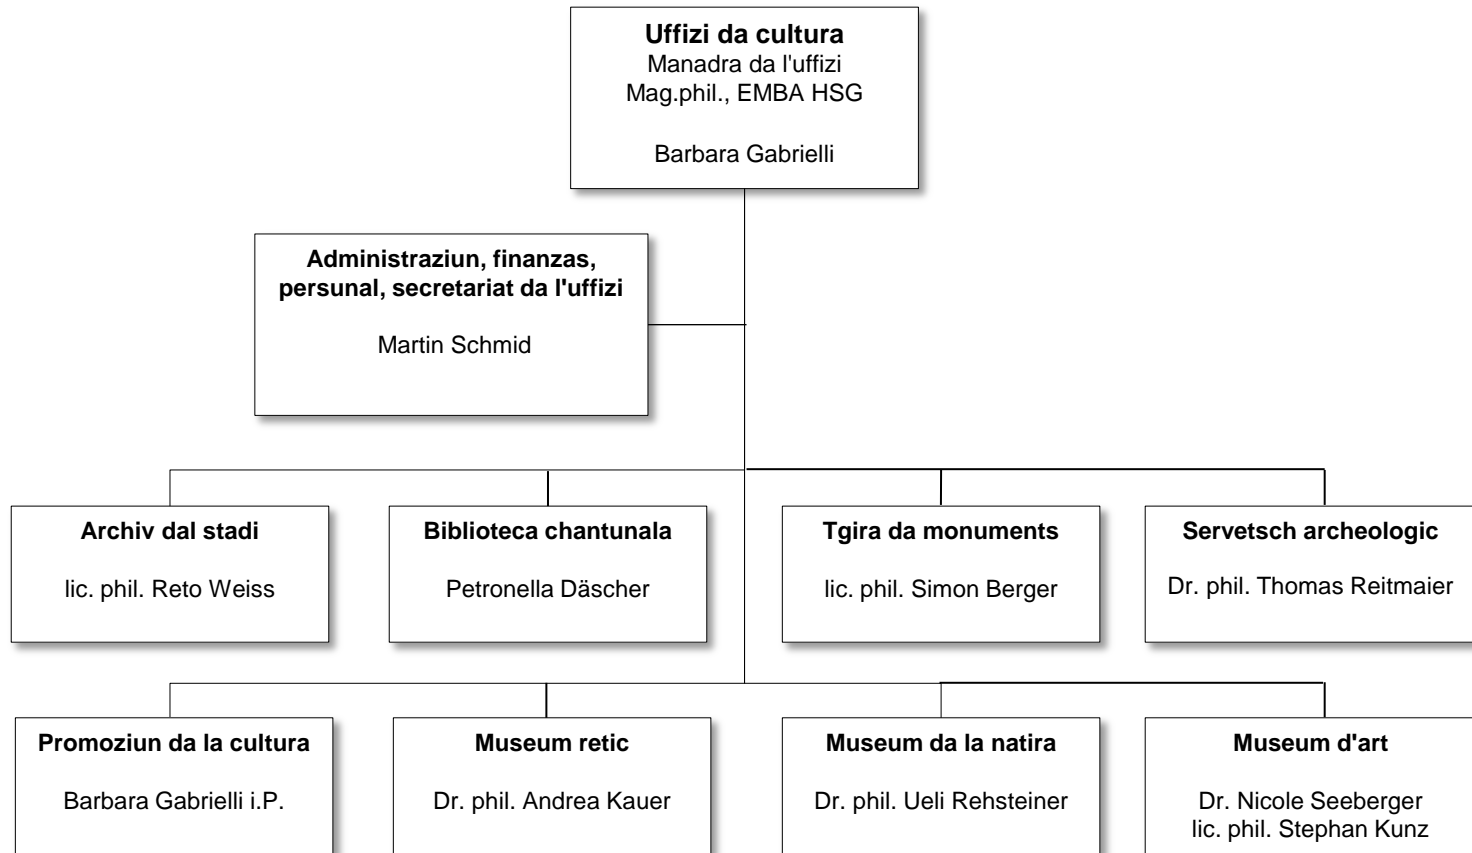 Uffizi da cultura
Manadra da l'uffizi
Mag.phil., EMBA HSG
Barbara Gabrielli
Administraziun, finanzas,
persunal, secretariat da l'uffizi
Martin Schmid
Archiv dal stadi
lic. phil. Reto Weiss
Biblioteca chantunala
Petronella Däscher
Tgira da monuments
lic. phil. Simon Berger
Servetsch archeologic
Dr. phil. Thomas Reitmaier
Promoziun da la cultura
Barbara Gabrielli i.P.
Museum retic
Dr. phil. Andrea Kauer
Museum da la natira
Dr. phil. Ueli Rehsteiner
Museum d'art
Dr. Nicole Seeberger
lic. phil. Stephan Kunz